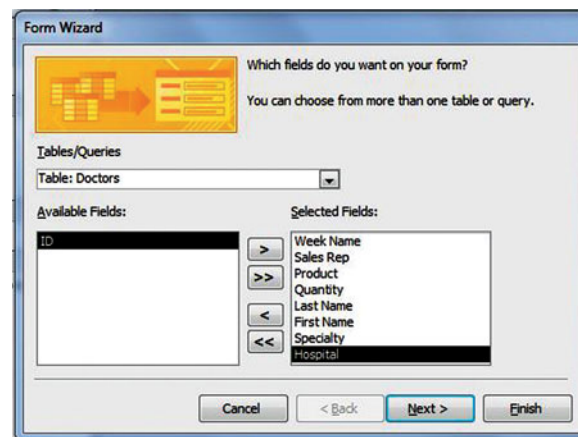 Form Wizard
Which fields do you want on your form?
You can choose from more than one table or query.
Tables/Queries
Table: Doctors
Available Fields:
Selected Fields:
ID
>
>>
<
<<
Week Name
Sales Rep
Product
Quantity
Last Name
First Name
Specialty
Hospital
Cancel
< Back
Next >
Finish